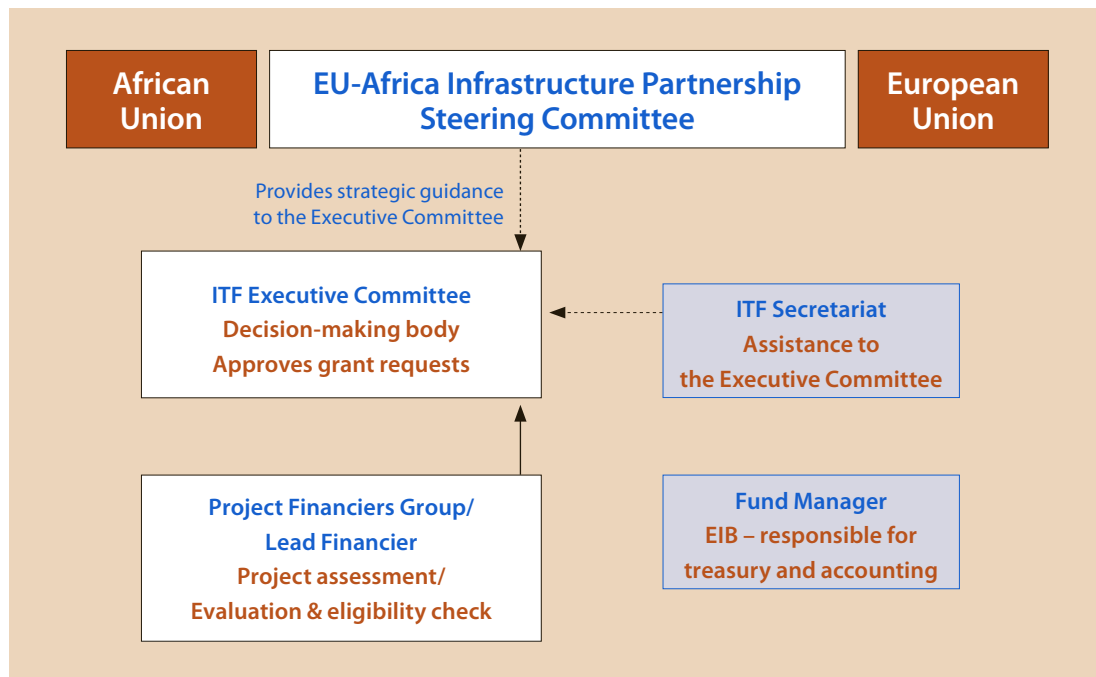 African
Union
EU-Africa Infrastructure Partnership
Steering Committee
European
Union
Provides strategic guidance
to the Executive Committee
ITF Executive Committee
Decision-making body
Approves grant requests
ITF Secretariat
Assistance to
the Executive Committee
Project Financiers Group/
Lead Financier
Project assessment/
Evaluation & eligibility check
Fund Manager
EIB – responsible for
treasury and accounting